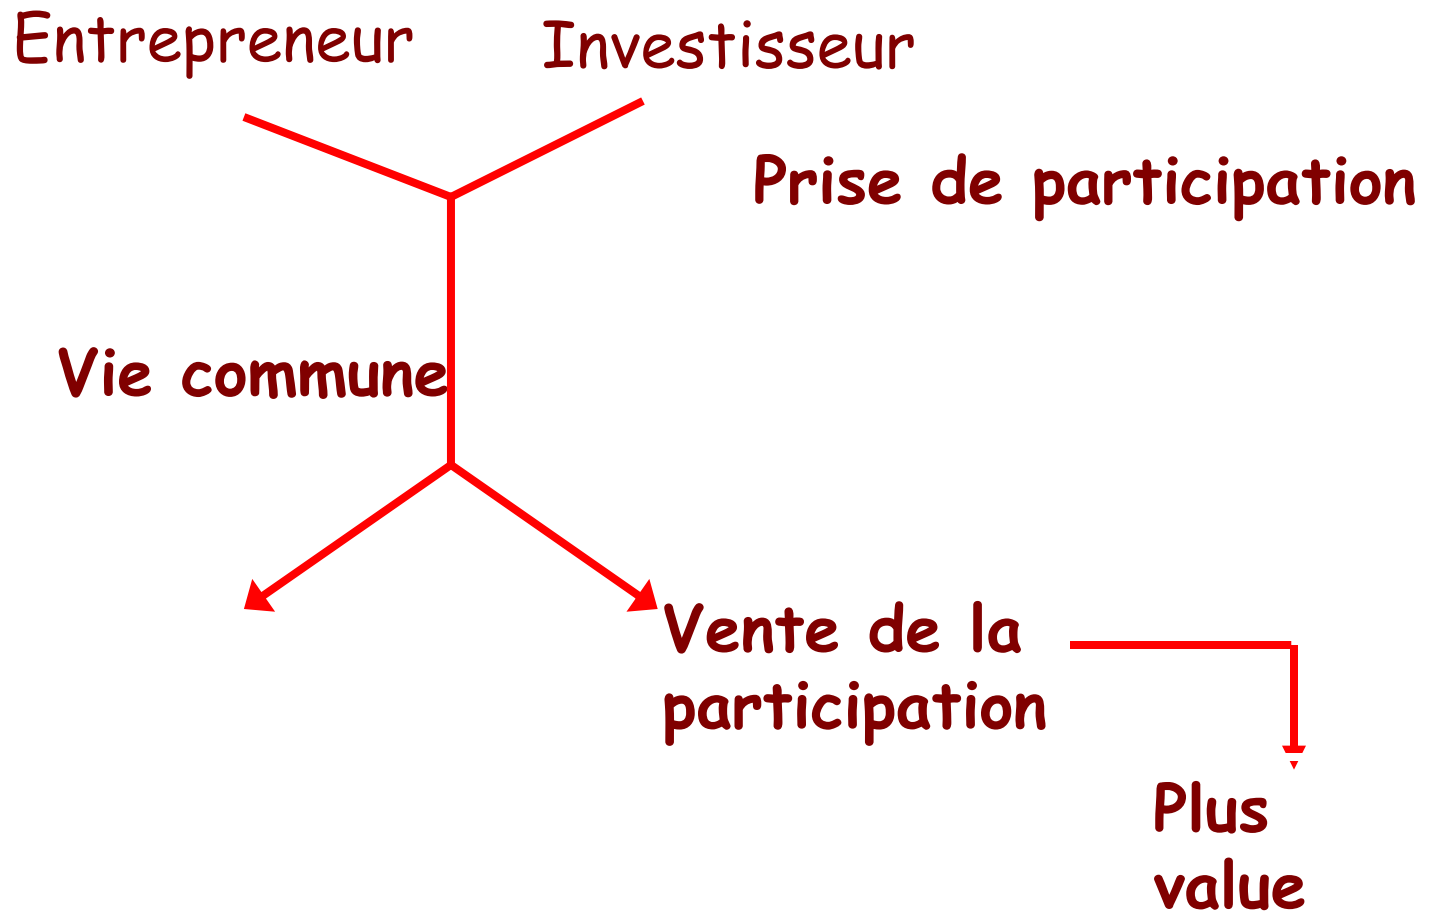 Entrepreneur
Investisseur
Prise de participation
Vie commune
Vente de la
participation
Plus
value